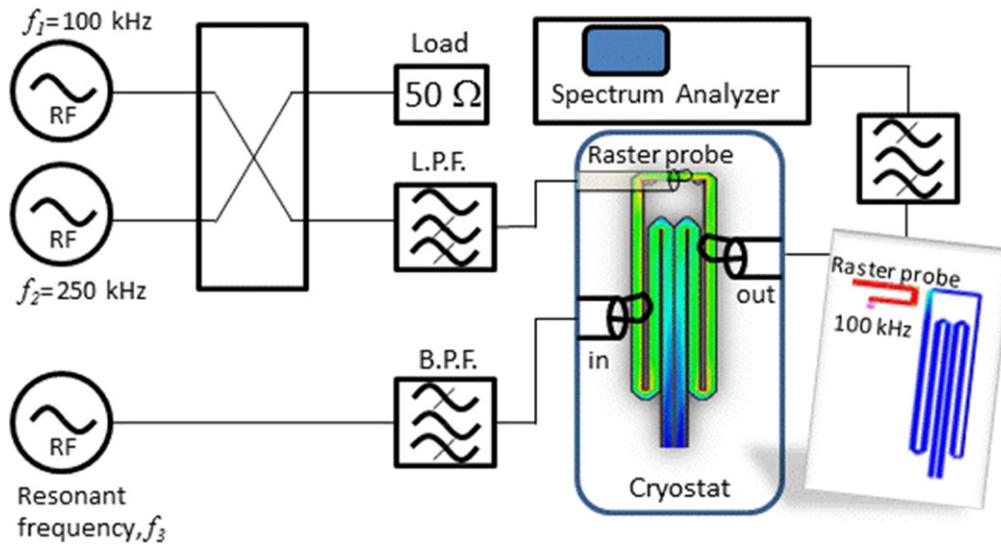 f₁=100 kHz
RF
f₂=250 kHz
RF
Resonant
frequency,f₃
RF
Load
50 Ω
L.P.F.
B.P.F.
Spectrum Analyzer
Raster probe
out
in
Cryostat
Raster probe
100 kHz